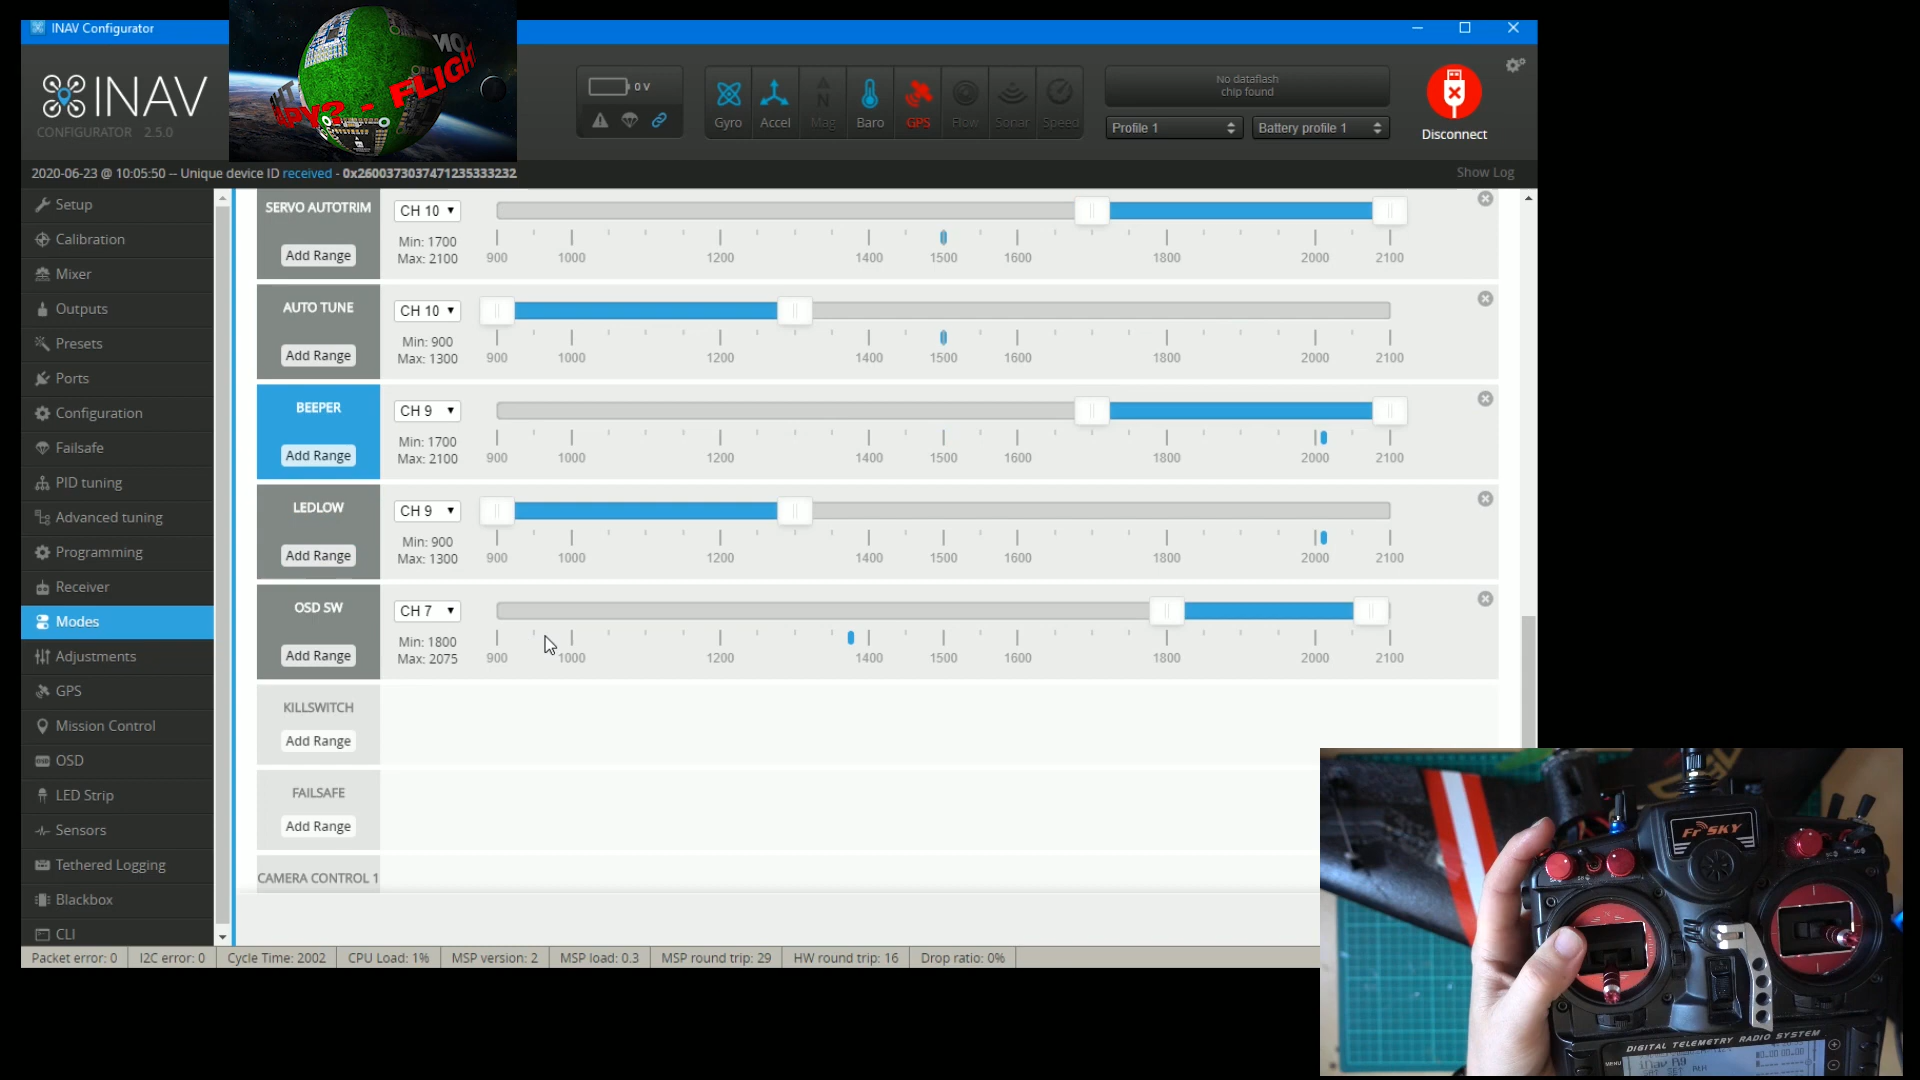 INAV Configurator
INAV
CONFIGURATOR 2.5.0
FLIGHT
0 V
Gyro
Accel
Mag
Baro
GPS
Flow
Sonar
Speed
No dataflash
chip found
Profile 1
Battery profile 1
Disconnect
2020-06-23 @ 10:05:50 -- Unique device ID received - 0x2600373037471235333232
Show Log
Setup
Calibration
Mixer
Outputs
Presets
Ports
Configuration
Failsafe
PID tuning
Advanced tuning
Programming
Receiver
Modes
Adjustments
GPS
Mission Control
OSD
LED Strip
Sensors
Tethered Logging
Blackbox
CLI
SERVO AUTOTRIM
Add Range
CH 10
Min: 1700
Max: 2100
900 1000 1200 1400 1500 1600 1800 2000 2100
AUTO TUNE
Add Range
CH 10
Min: 900
Max: 1300
900 1000 1200 1400 1500 1600 1800 2000 2100
BEEPER
Add Range
CH 9
Min: 1700
Max: 2100
900 1000 1200 1400 1500 1600 1800 2000 2100
LEDLOW
Add Range
CH 9
Min: 900
Max: 1300
900 1000 1200 1400 1500 1600 1800 2000 2100
OSD SW
Add Range
CH 7
Min: 1800
Max: 2075
900 1000 1200 1400 1500 1600 1800 2000 2100
KILLSWITCH
Add Range
FAILSAFE
Add Range
CAMERA CONTROL 1
Packet error: 0
I2C error: 0
Cycle Time: 2002
CPU Load: 1%
MSP version: 2
MSP load: 0.3
MSP round trip: 29
HW round trip: 16
Drop ratio: 0%
FrSKY
DIGITAL TELEMETRY RADIO SYSTEM
MENU